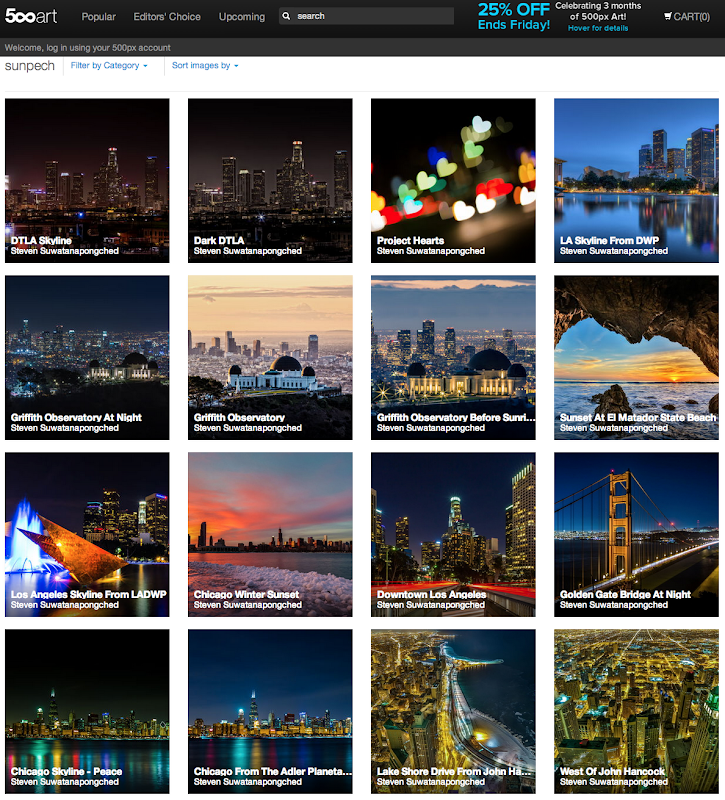 500art
Popular
Editors' Choice
Upcoming
search
25% OFF
Ends Friday!
Celebrating 3 months
of 500px Art!
Hover for details
CART(0)
Welcome, log in using your 500px account
sunpech
Filter by Category
Sort images by
DTLA Skyline
Steven Suwatanapongched
Dark DTLA
Steven Suwatanapongched
Project Hearts
Steven Suwatanapongched
LA Skyline From DWP
Steven Suwatanapongched
Griffith Observatory At Night
Steven Suwatanapongched
Griffith Observatory
Steven Suwatanapongched
Griffith Observatory Before Sunri...
Steven Suwatanapongched
Sunset At El Matador State Beach
Steven Suwatanapongched
Los Angeles Skyline From LADWP
Steven Suwatanapongched
Chicago Winter Sunset
Steven Suwatanapongched
Downtown Los Angeles
Steven Suwatanapongched
Golden Gate Bridge At Night
Steven Suwatanapongched
Chicago Skyline - Peace
Steven Suwatanapongched
Chicago From The Adler Planeta...
Steven Suwatanapongched
Lake Shore Drive From John Ha...
Steven Suwatanapongched
West Of John Hancock
Steven Suwatanapongched